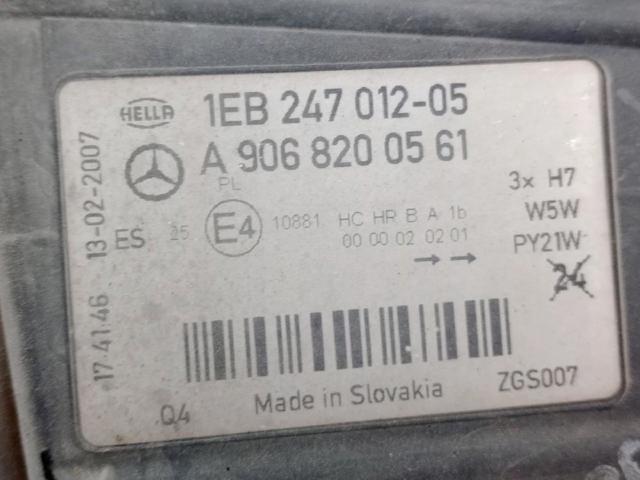 HELLA 1EB 247 012-05
A 906 820 05 61
PL
3x H7
W5W
PY21W
24
ES 25 E4 10881 HC HR B A 1b
00 00 02 02 01
→ →
17.41.46 13-02-2007
Q4 Made in Slovakia ZGS007